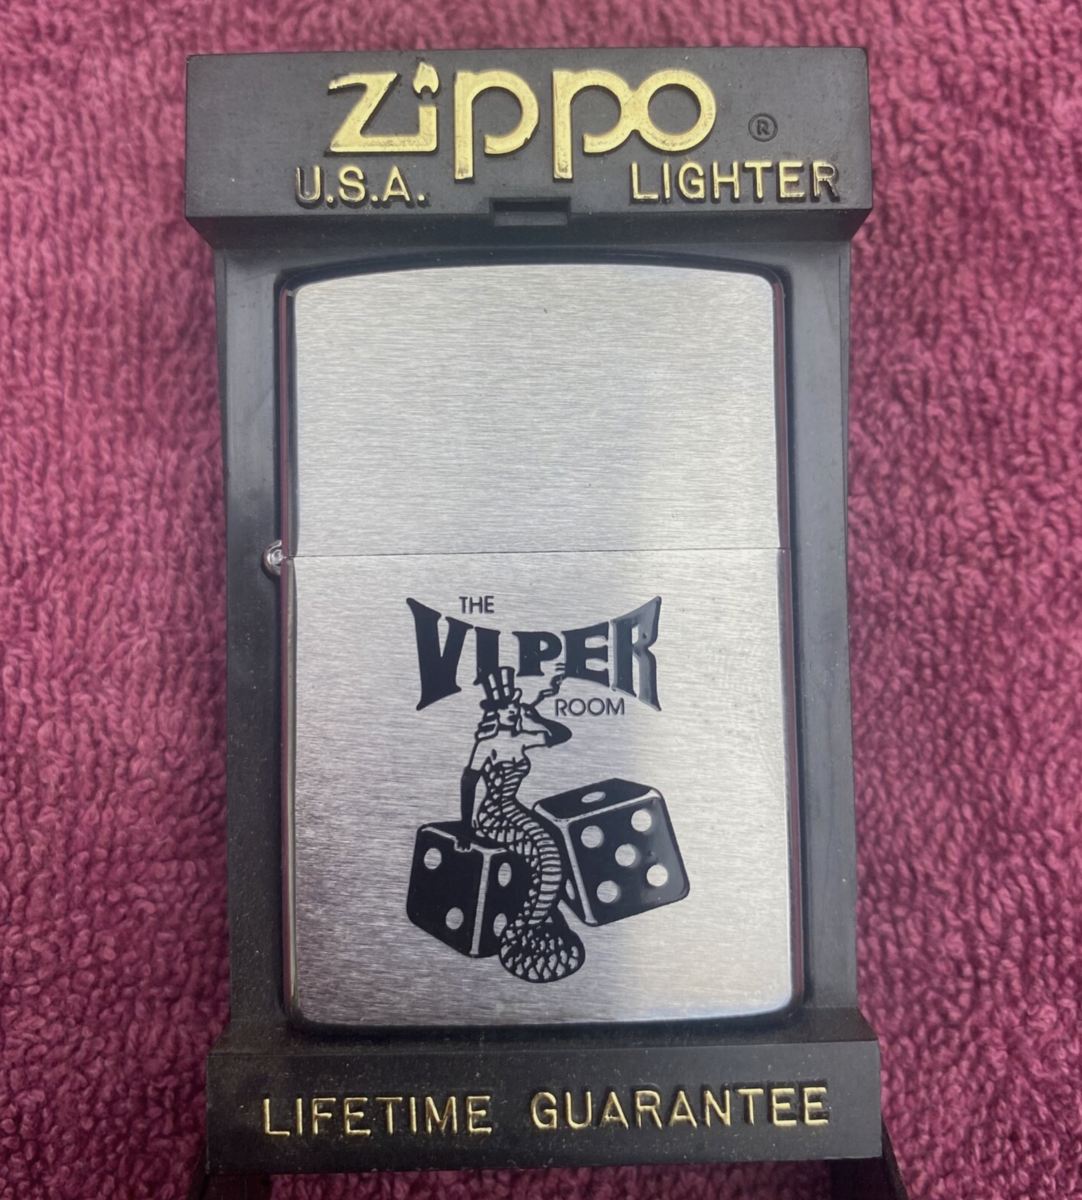 zippo ®
U.S.A. LIGHTER
THE
VIPER
ROOM
LIFETIME GUARANTEE